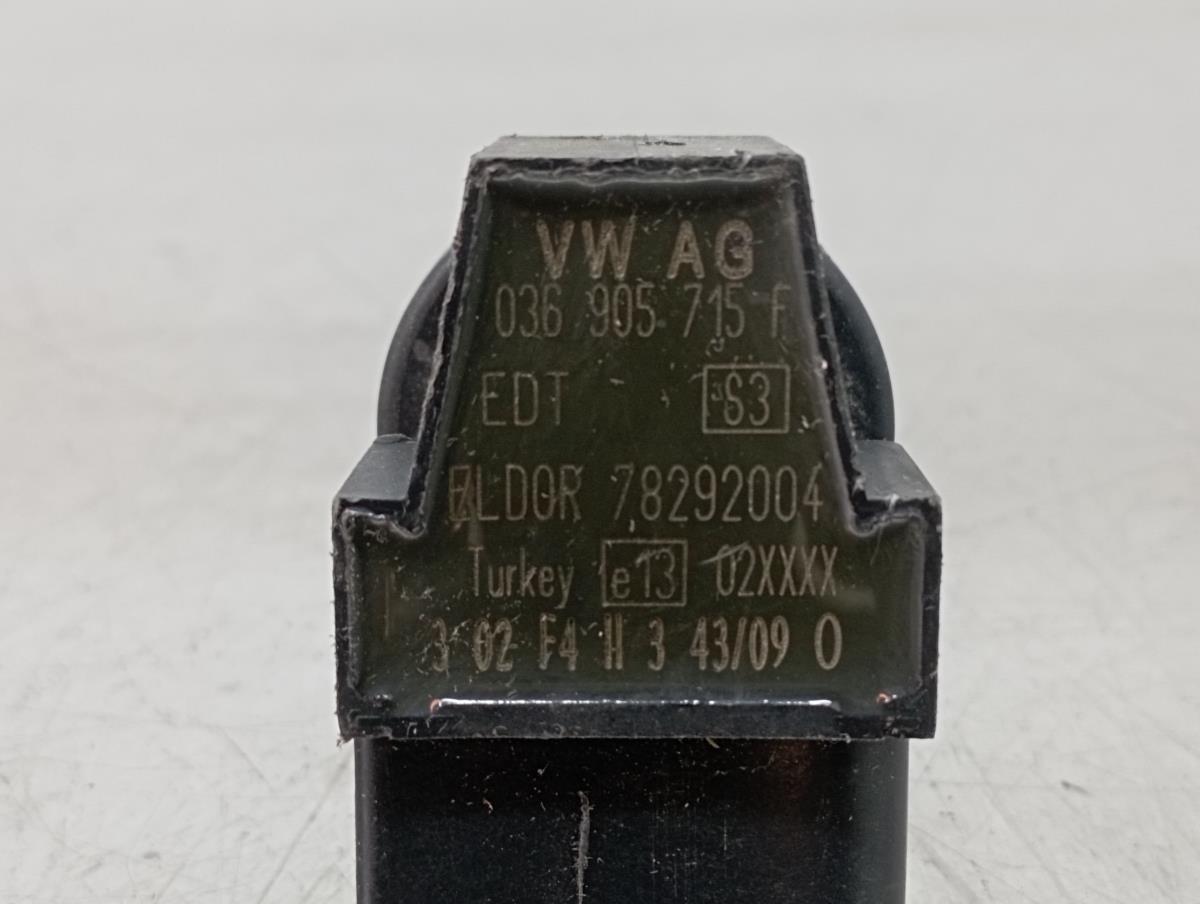 VW AG
036 905 715 F
EDT S3
ELDOR 78292004
Turkey e13 02XXXX
3 02 F4 H 3 43/09 0